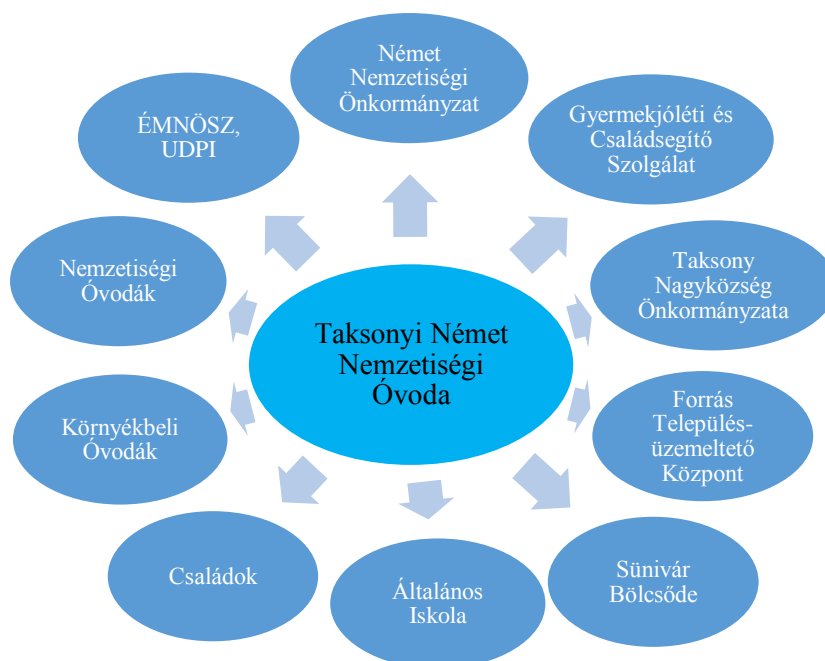 Német
Nemzetiségi
Önkormányzat
Gyermekjóléti és
Családsegítő
Szolgálat
Taksony
Nagyközség
Önkormányzata
Forrás
Település-
üzemeltető
Központ
Sünivár
Bölcsőde
Általános
Iskola
Családok
Környékbeli
Óvodák
Nemzetiségi
Óvodák
ÉMNÖSZ,
UDPI
Taksonyi Német
Nemzetiségi
Óvoda